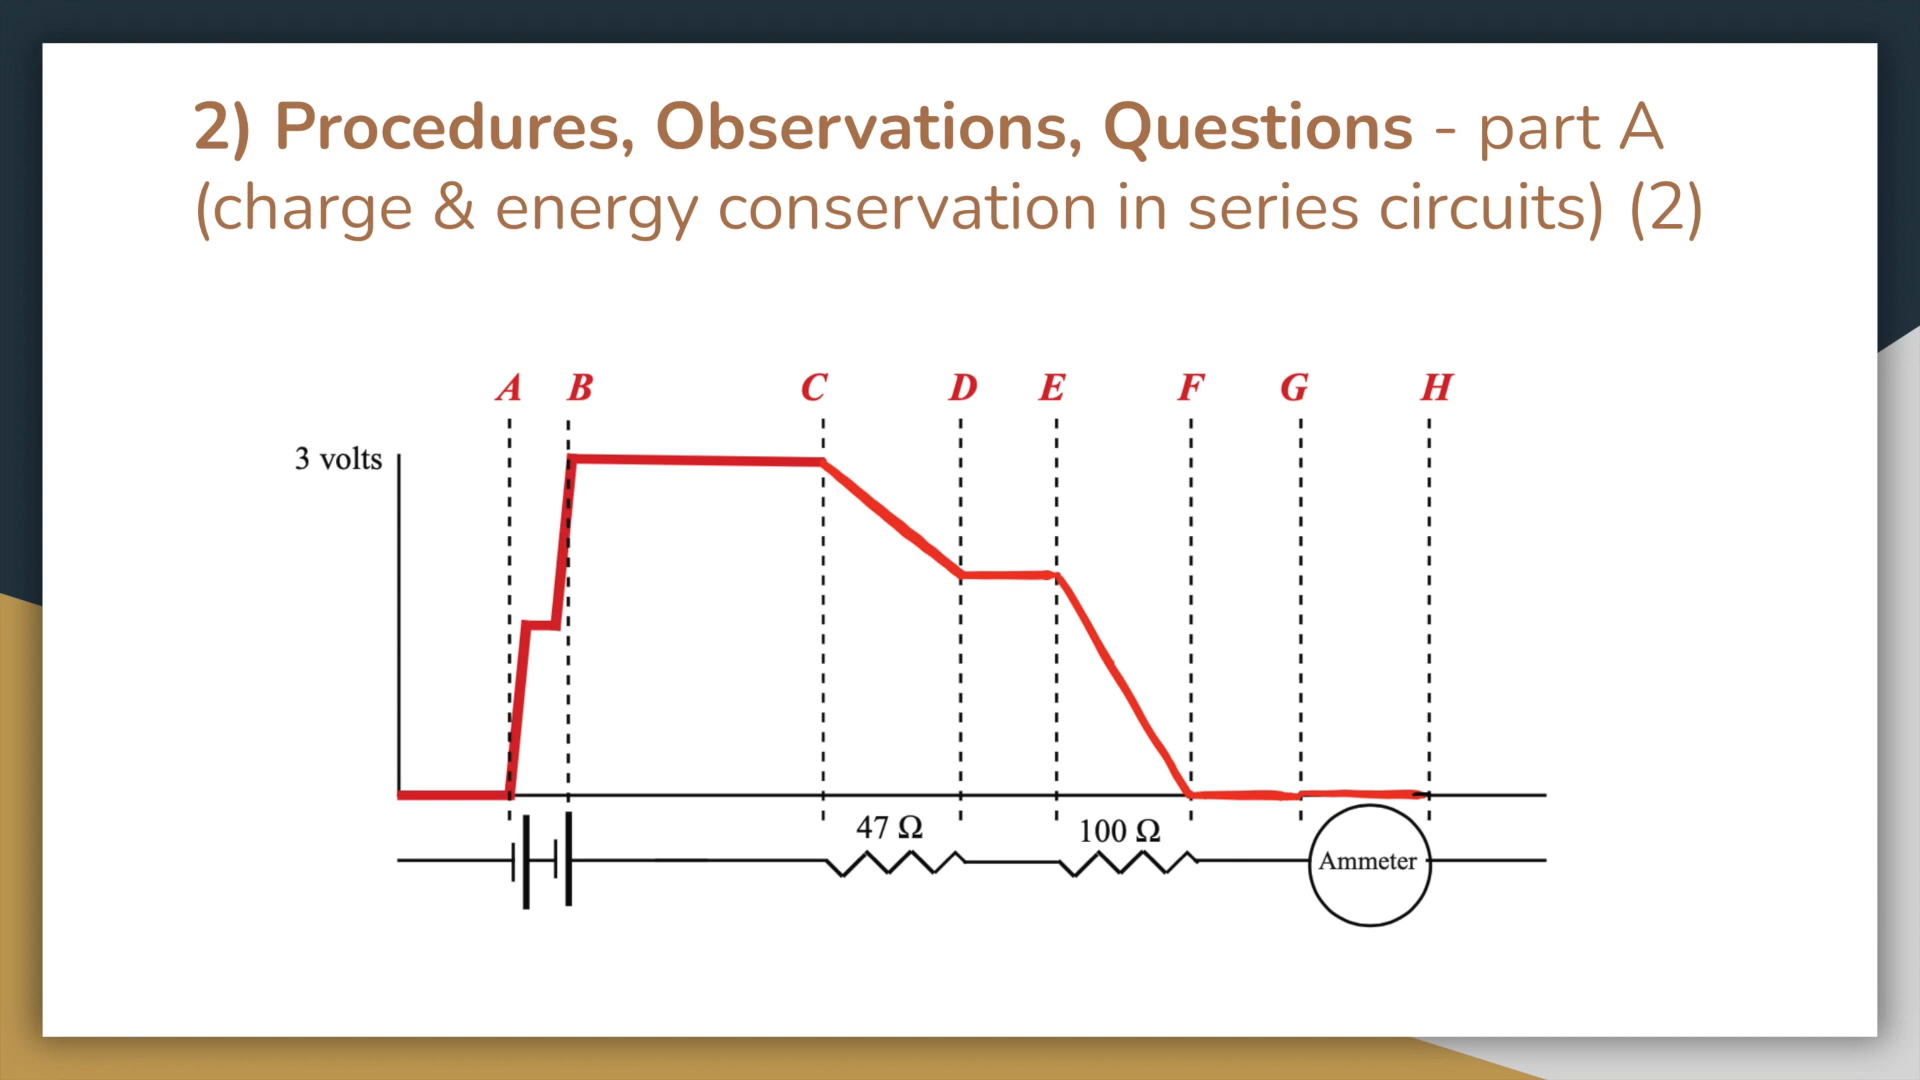 2) Procedures, Observations, Questions - part A
(charge & energy conservation in series circuits) (2)
A B C D E F G H
3 volts
47 Ω 100 Ω
Ammeter